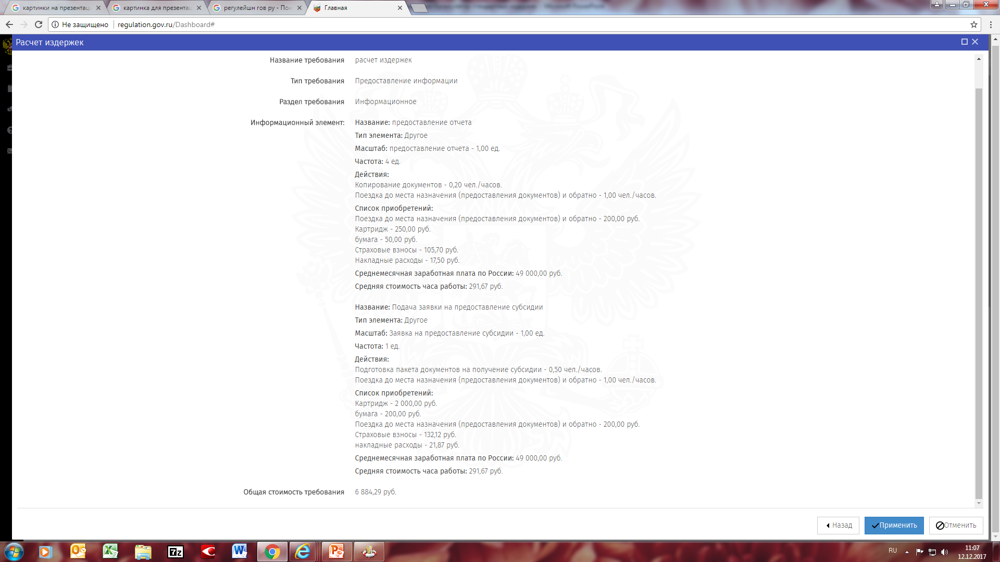 картинки на презентаци
картинка для презентац
регулейшн гов ру - Пои
Главная
Не защищено
regulation.gov.ru/Dashboard#
Расчет издержек
Название требования расчет издержек
Тип требования Предоставление информации
Раздел требования Информационное
Информационный элемент: Название: предоставление отчета
Тип элемента: Другое
Масштаб: предоставление отчета - 1,00 ед.
Частота: 4 ед.
Действия:
Копирование документов - 0,20 чел./часов.
Поездка до места назначения (предоставления документов) и обратно - 1,00 чел./часов.
Список приобретений:
Поездка до места назначения (предоставления документов) и обратно - 200,00 руб.
Картридж - 250,00 руб.
бумага - 50,00 руб.
Страховые взносы - 105,70 руб.
Накладные расходы - 17,50 руб.
Среднемесячная заработная плата по России: 49 000,00 руб.
Средняя стоимость часа работы: 291,67 руб.
Название: Подача заявки на предоставление субсидии
Тип элемента: Другое
Масштаб: Заявка на предоставление субсидии - 1,00 ед.
Частота: 1 ед.
Действия:
Подготовка пакета документов на получение субсидии - 0,50 чел./часов.
Поездка до места назначения (предоставления документов) и обратно - 1,00 чел./часов.
Список приобретений:
Картридж - 2 000,00 руб.
бумага - 200,00 руб.
Поездка до места назначения (предоставления документов) и обратно - 200,00 руб.
Страховые взносы - 132,12 руб.
накладные расходы - 21,87 руб.
Среднемесячная заработная плата по России: 49 000,00 руб.
Средняя стоимость часа работы: 291,67 руб.
Общая стоимость требования 6 884,29 руб.
Назад
Применить
Отменить
RU
11:07
12.12.2017